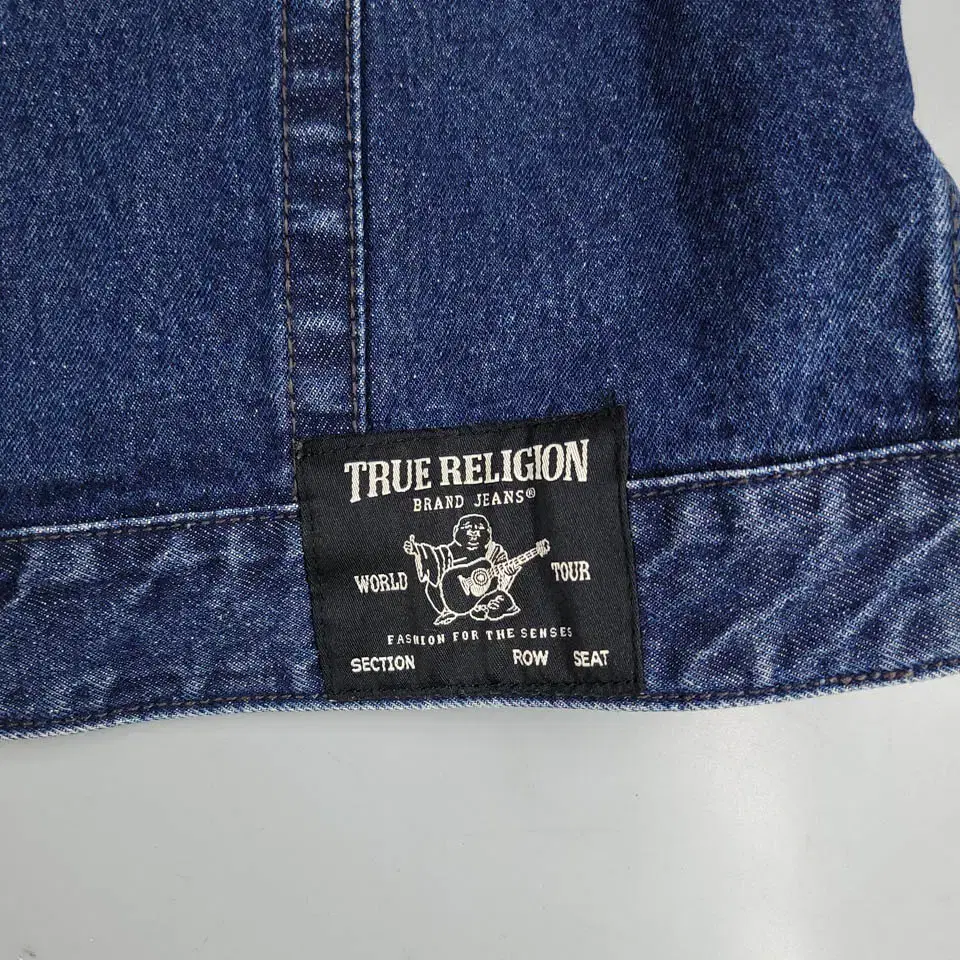 TRUE RELIGION
BRAND JEANS®
WORLD TOUR
FASHION FOR THE SENSES
SECTION ROW SEAT